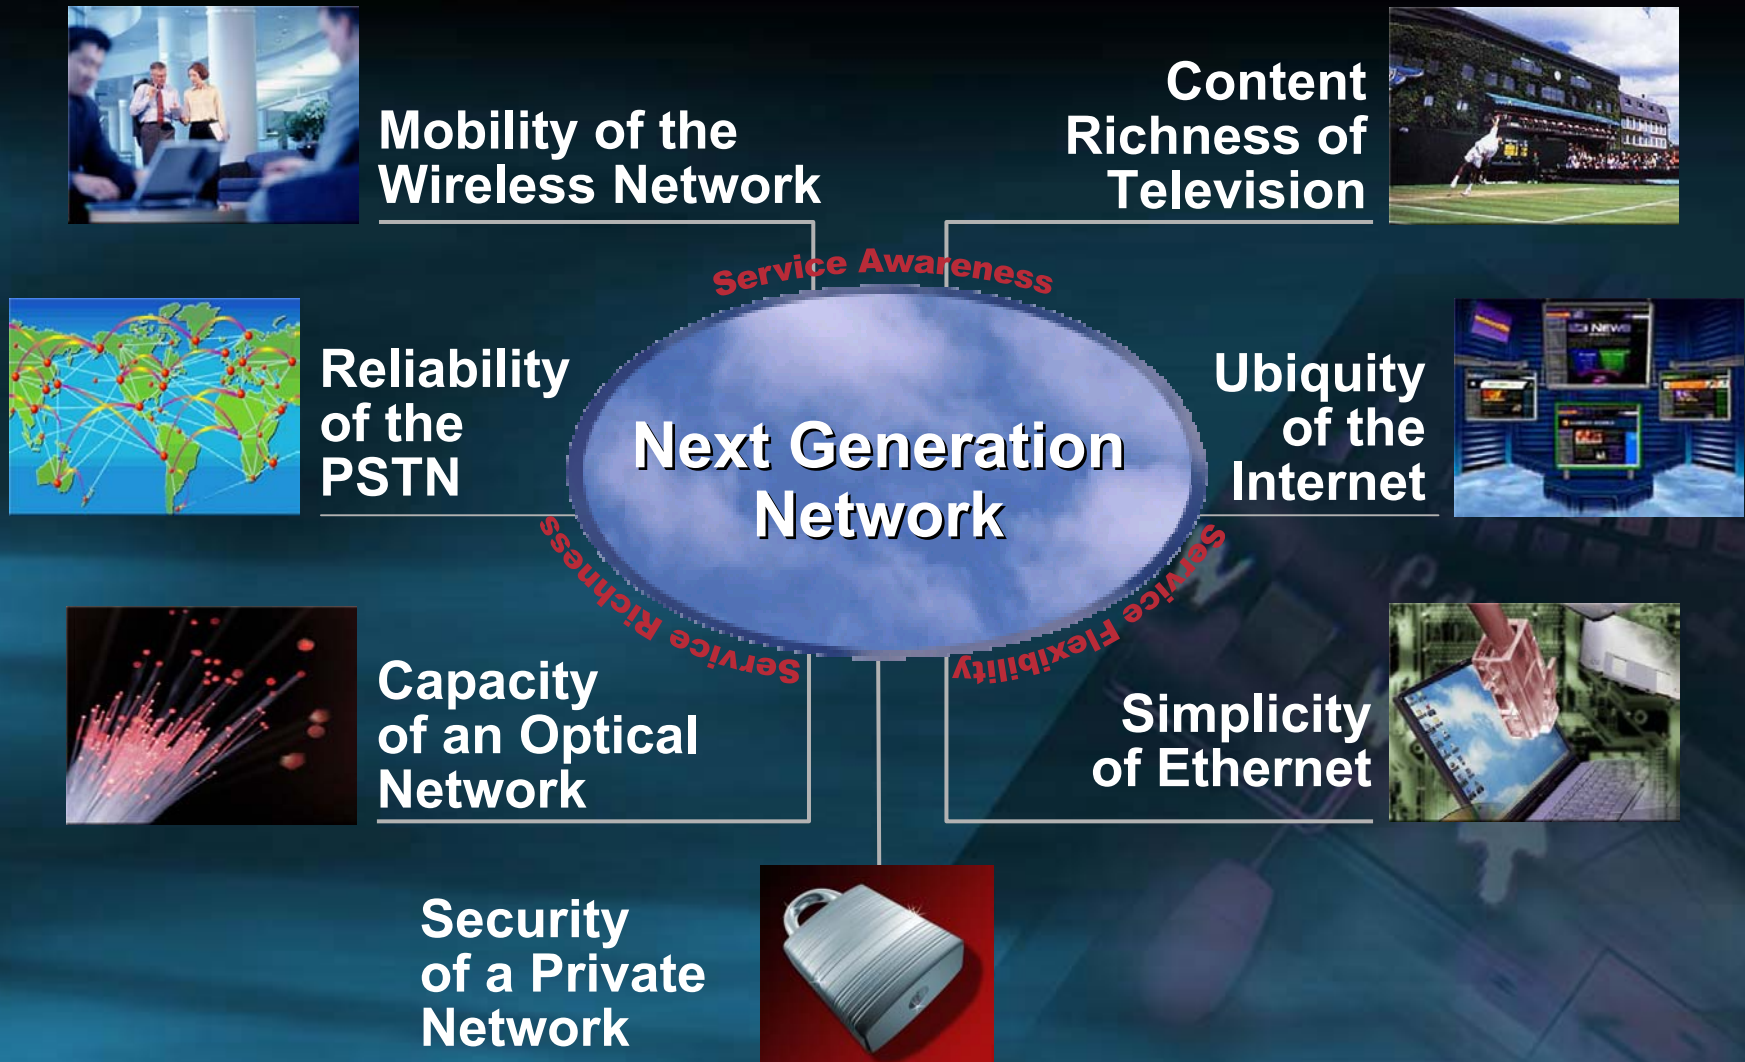 Mobility of the
Wireless Network
Content
Richness of
Television
Service Awareness
Reliability
of the
PSTN
Next Generation
Network
Ubiquity
of the
Internet
NEWS
Service Richness
Service Flexibility
Capacity
of an Optical
Network
Simplicity
of Ethernet
Security
of a Private
Network